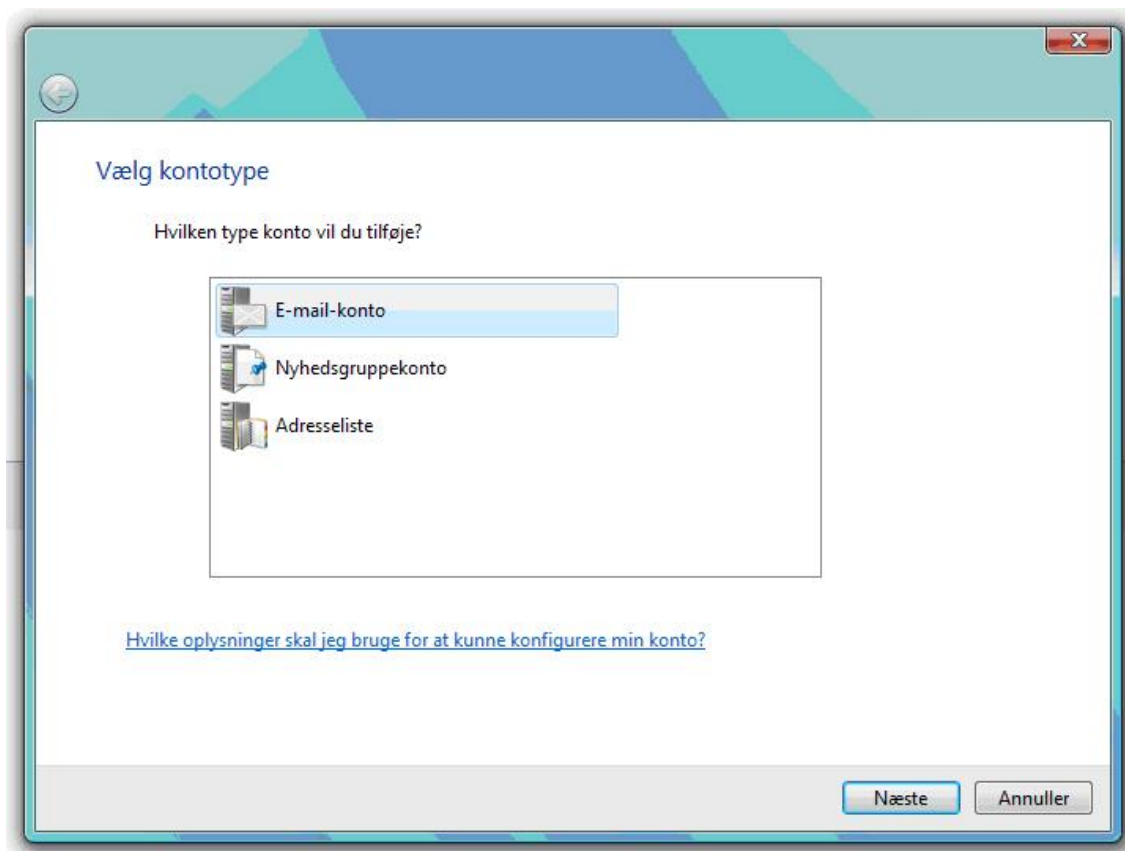 Vælg kontotype
Hvilken type konto vil du tilføje?
E-mail-konto
Nyhedsgruppekonto
Adresseliste
Hvilke oplysninger skal jeg bruge for at kunne konfigurere min konto?
Næste
Annuller